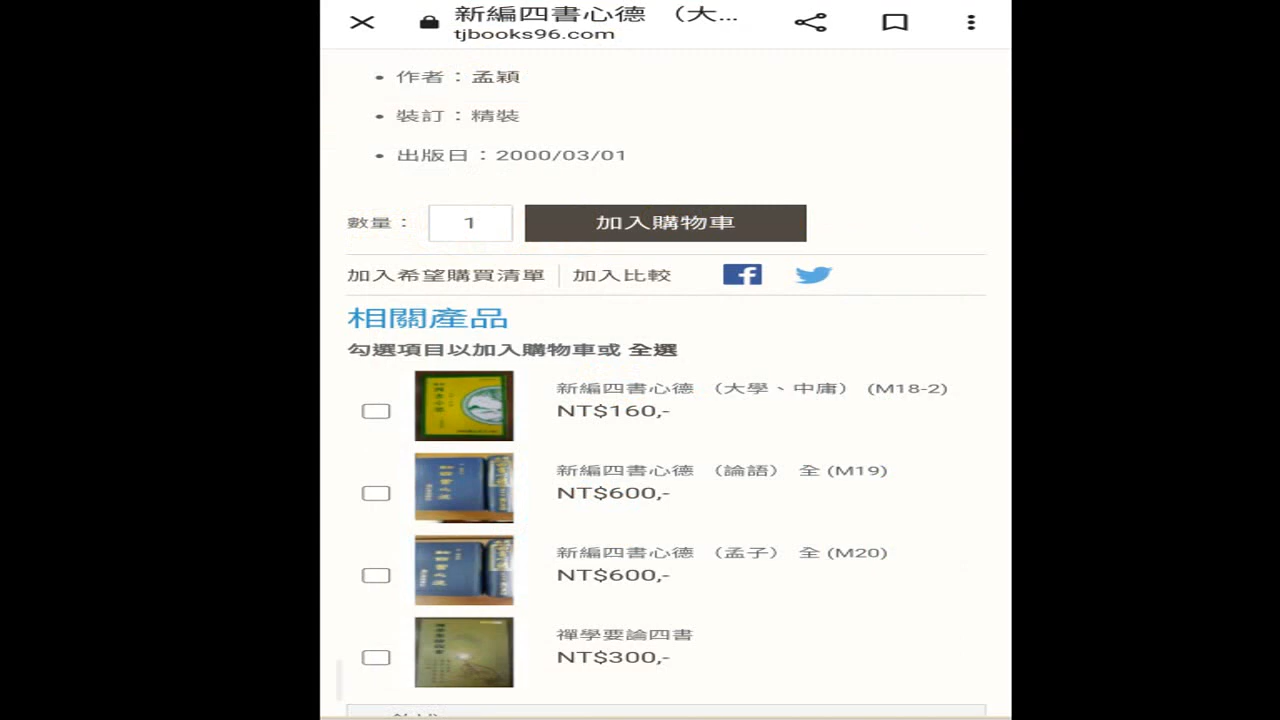 新編四書心德 （大...
tjbooks96.com
• 作者：孟穎
• 裝訂：精裝
• 出版日：2000/03/01
數量： 1 加入購物車
加入希望購買清單 加入比較
相關產品
勾選項目以加入購物車或 全選
新編四書心德 （大學、中庸） (M18-2)
NT$160,-
新編四書心德 （論語） 全 (M19)
NT$600,-
新編四書心德 （孟子） 全 (M20)
NT$600,-
禪學要論四書
NT$300,-